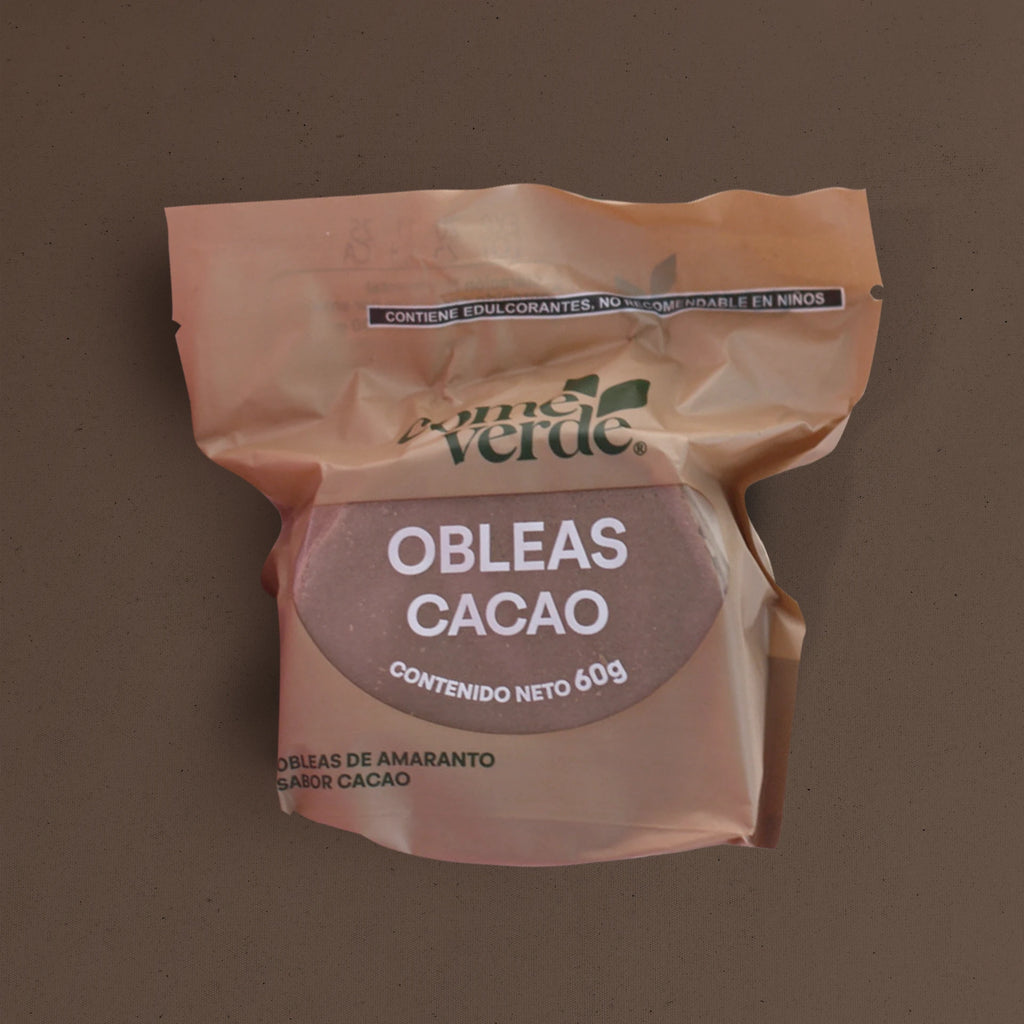 CONTIENE EDULCORANTES, NO RECOMENDABLE EN NIÑOS
come
verde®
OBLEAS
CACAO
CONTENIDO NETO 60g
OBLEAS DE AMARANTO
SABOR CACAO